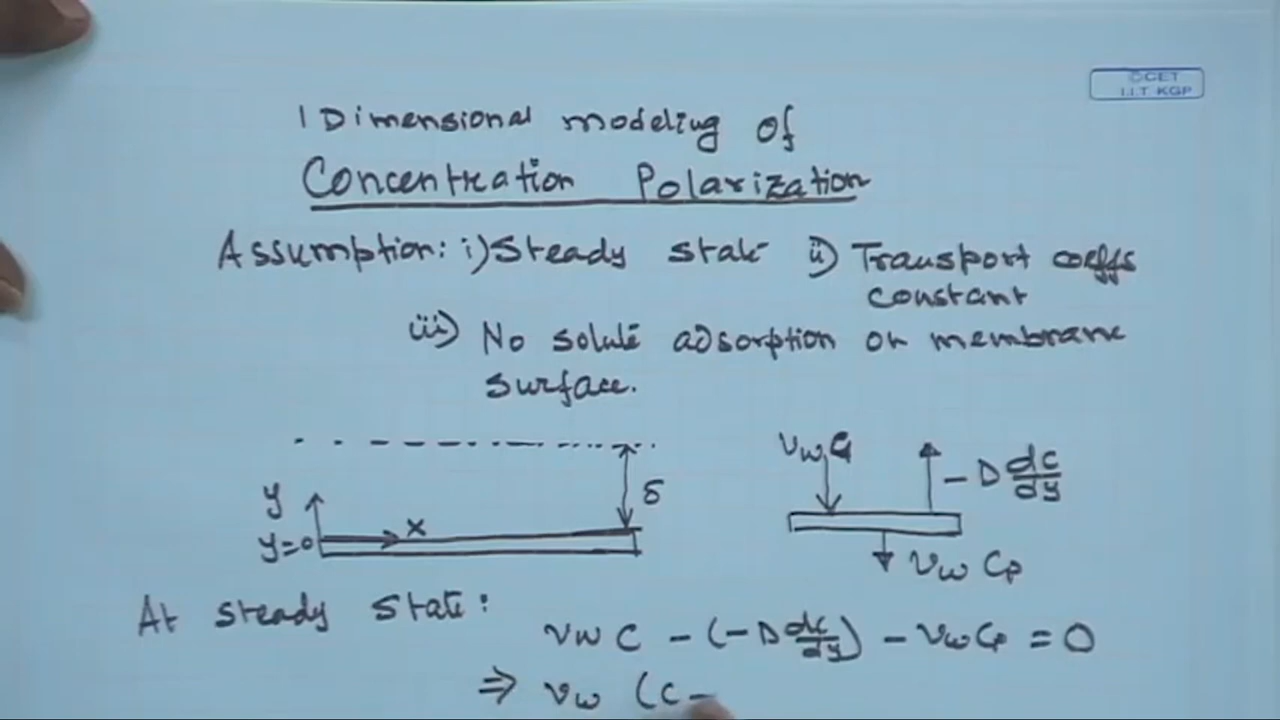 ©CET
I.I.T. KGP
1 Dimensional modeling of
Concentration Polarization
Assumption: i) Steady state ii) Transport coeffs
constant
iii) No solute adsorption on membrane
surface.
y
δ
x
y=0
vw C
- D dc/dy
vw Cp
At steady state:
vw C - (-D dc/dy) - vw Cp = 0
⇒ vw (C -